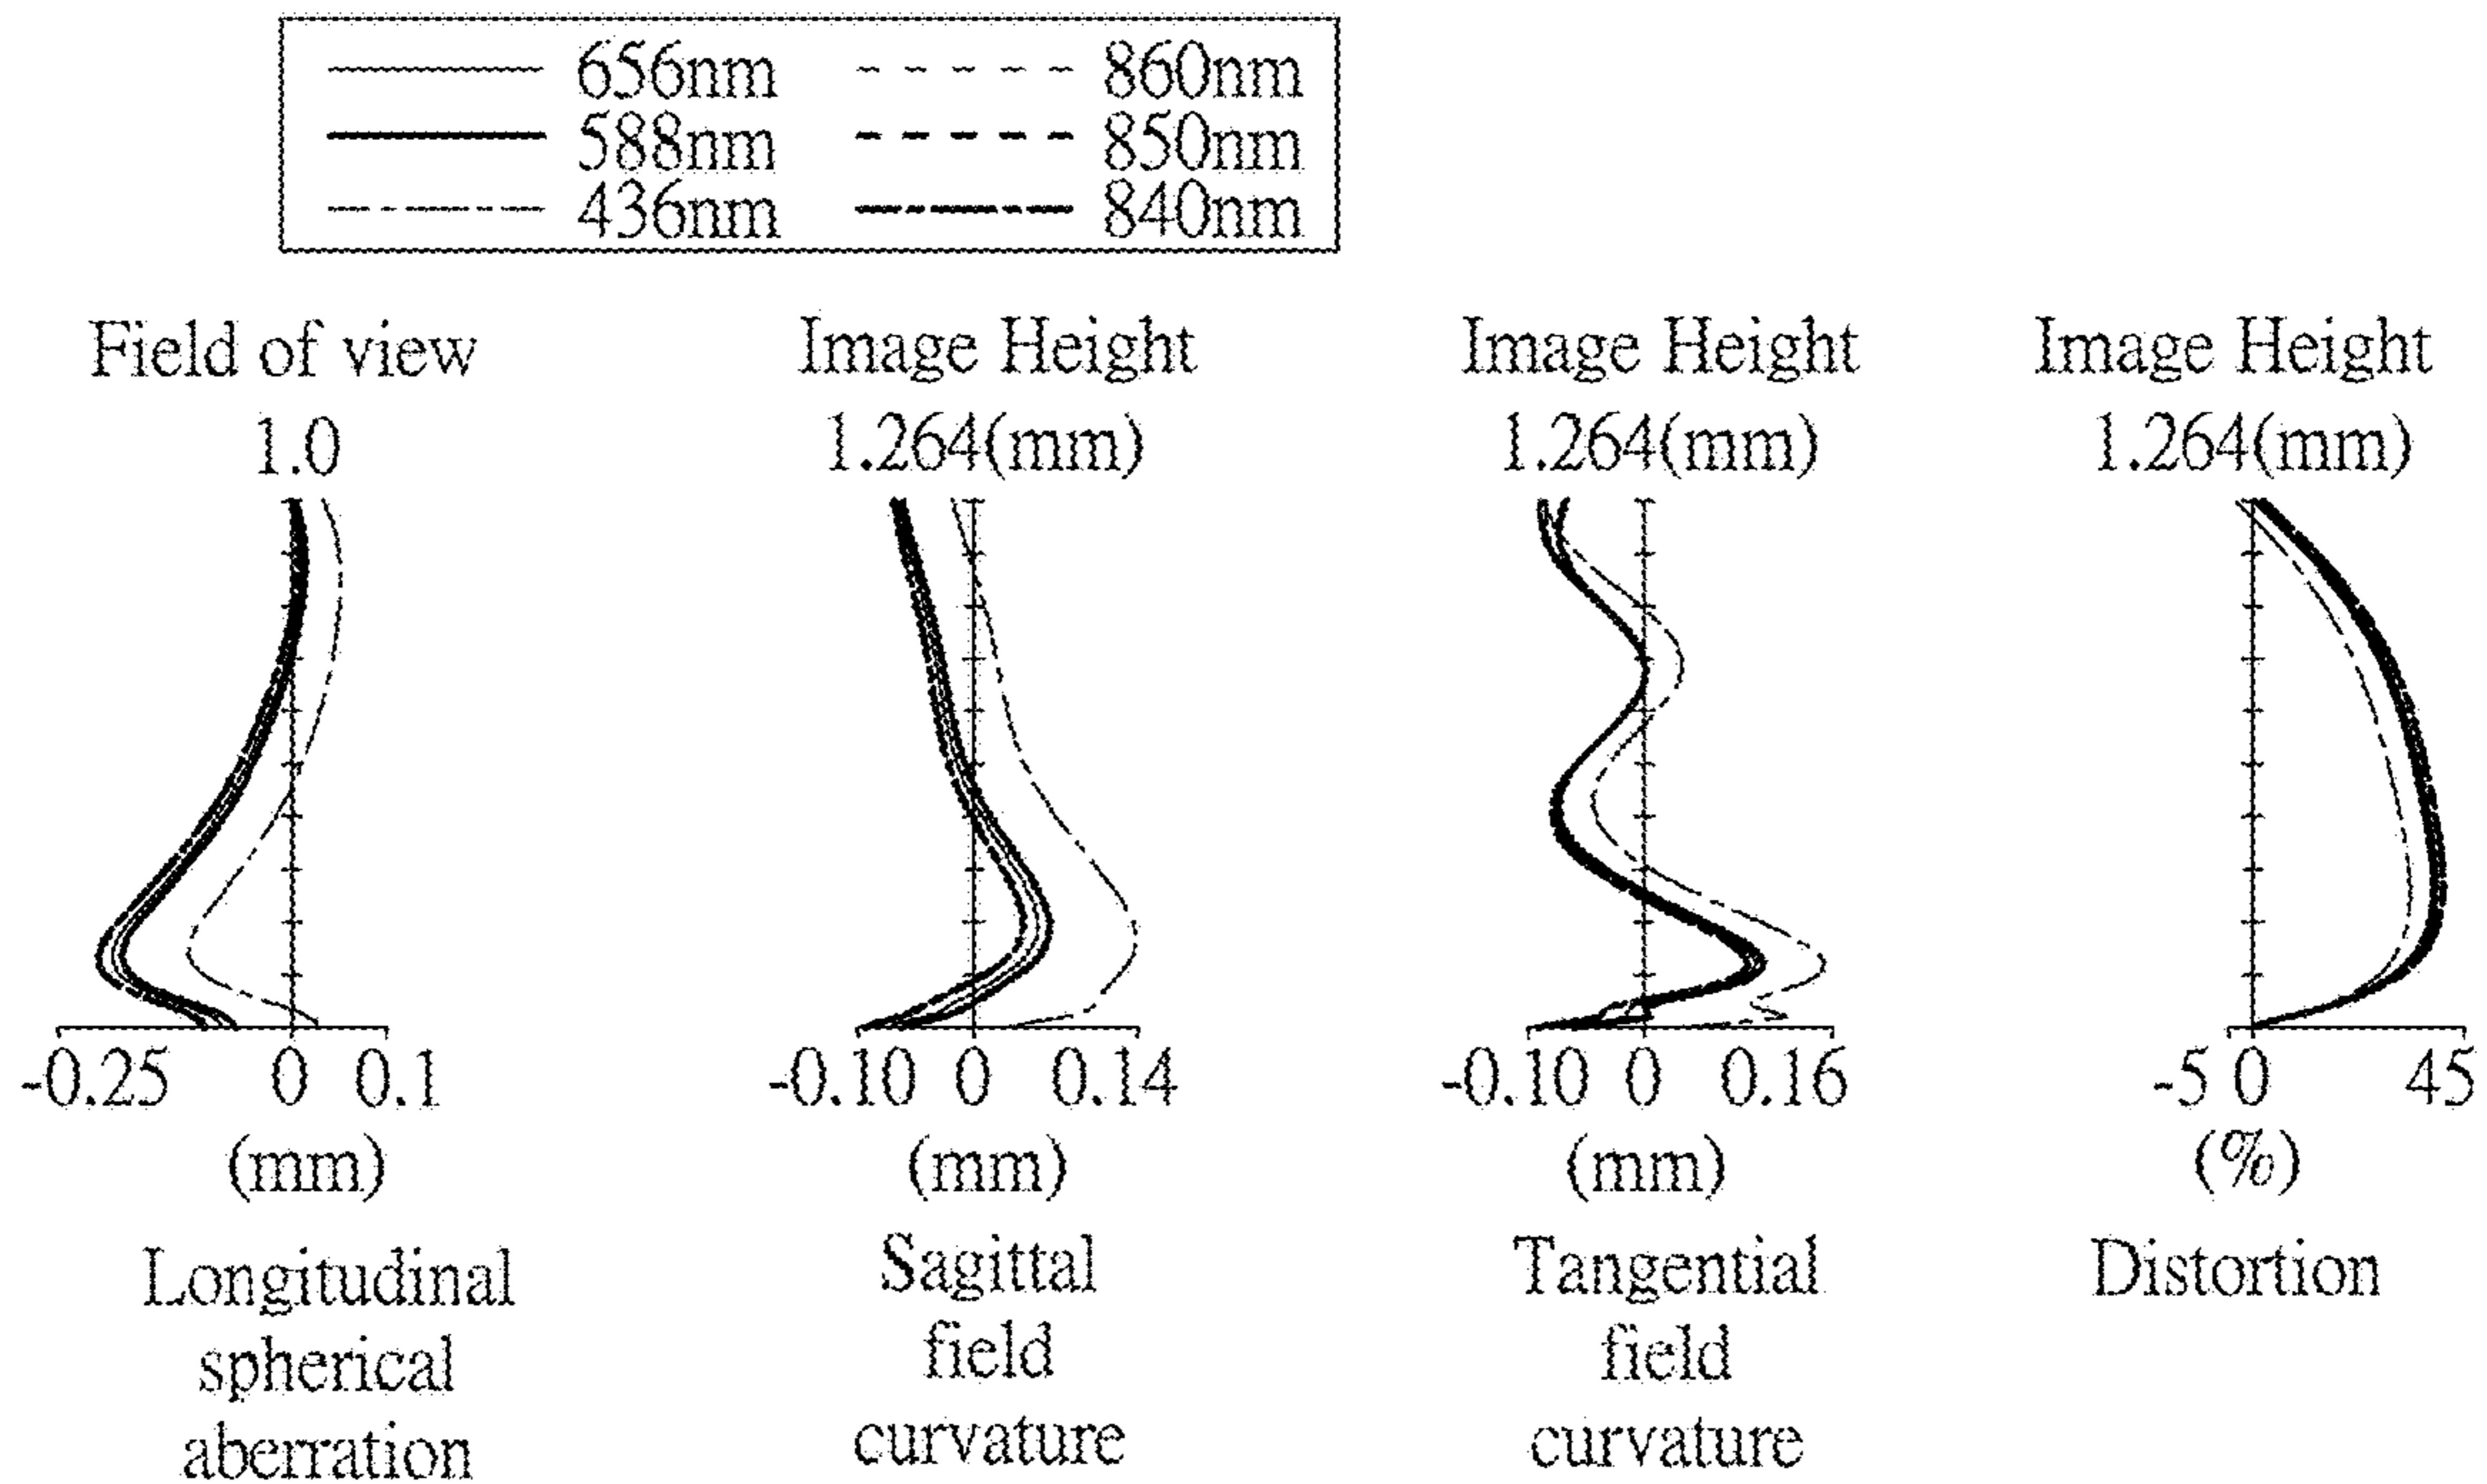 656nm 860nm
588nm 850nm
436nm 840nm
Field of view
1.0
-0.25 0 0.1
(mm)
Longitudinal
spherical
aberration
Image Height
1.264(mm)
-0.10 0 0.14
(mm)
Sagittal
field
curvature
Image Height
1.264(mm)
-0.10 0 0.16
(mm)
Tangential
field
curvature
Image Height
1.264(mm)
-5 0 45
(%)
Distortion